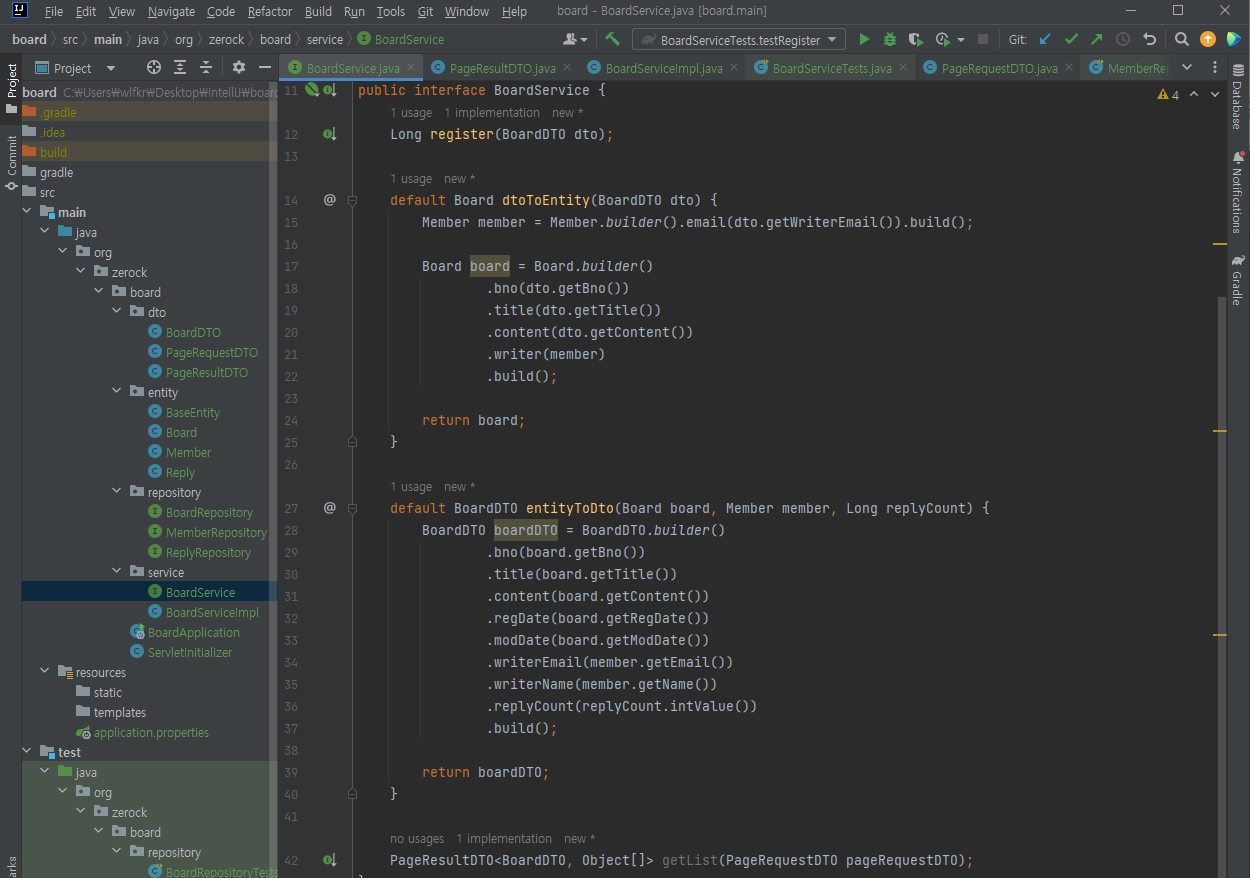 File Edit View Navigate Code Refactor Build Run Tools Git Window Help board - BoardService.java [board.main]
board src main java org zerock board service BoardService BoardServiceTests.testRegister Git:
Project BoardService.java PageResultDTO.java BoardServiceImpl.java BoardServiceTests.java PageRequestDTO.java MemberRe
Project
Commit
board C:₩Users₩wlfkr₩Desktop₩IntelliJ₩board
.gradle
.idea
build
gradle
src
main
java
org
zerock
board
dto
BoardDTO
PageRequestDTO
PageResultDTO
entity
BaseEntity
Board
Member
Reply
repository
BoardRepository
MemberRepository
ReplyRepository
service
BoardService
BoardServiceImpl
BoardApplication
ServletInitializer
resources
static
templates
application.properties
test
java
org
zerock
board
repository
BoardRepositoryTests
arks
4
11 public interface BoardService {
1 usage 1 implementation new *
12 Long register(BoardDTO dto);
13
1 usage new *
14 @ default Board dtoToEntity(BoardDTO dto) {
15 Member member = Member.builder().email(dto.getWriterEmail()).build();
16
17 Board board = Board.builder()
18 .bno(dto.getBno())
19 .title(dto.getTitle())
20 .content(dto.getContent())
21 .writer(member)
22 .build();
23
24 return board;
25 }
26
1 usage new *
27 @ default BoardDTO entityToDto(Board board, Member member, Long replyCount) {
28 BoardDTO boardDTO = BoardDTO.builder()
29 .bno(board.getBno())
30 .title(board.getTitle())
31 .content(board.getContent())
32 .regDate(board.getRegDate())
33 .modDate(board.getModDate())
34 .writerEmail(member.getEmail())
35 .writerName(member.getName())
36 .replyCount(replyCount.intValue())
37 .build();
38
39 return boardDTO;
40 }
41
no usages 1 implementation new *
42 PageResultDTO<BoardDTO, Object[]> getList(PageRequestDTO pageRequestDTO);
Database
Notifications
Gradle